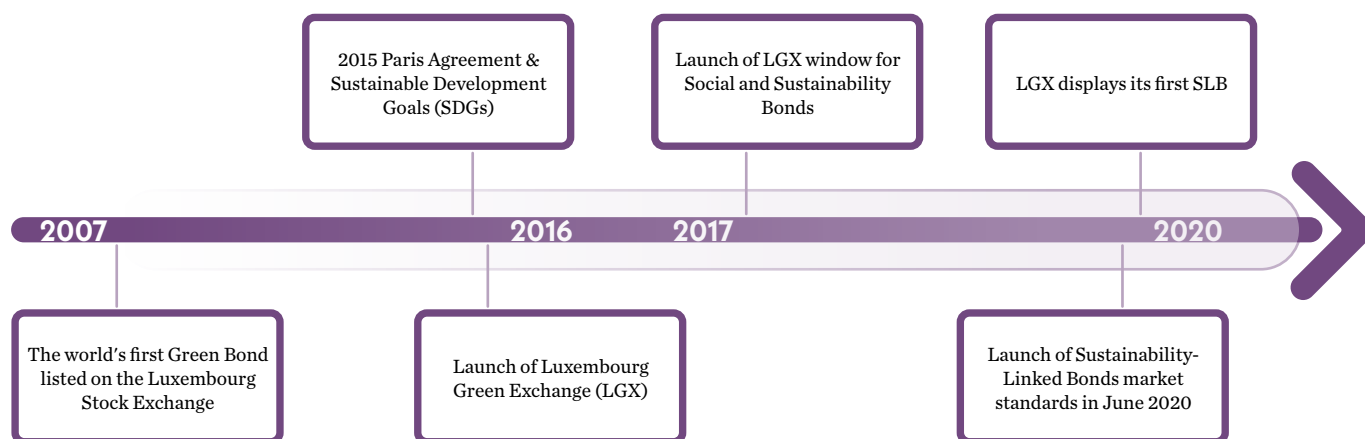 2015 Paris Agreement &
Sustainable Development
Goals (SDGs)
Launch of LGX window for
Social and Sustainability
Bonds
LGX displays its first SLB
2007
2016
2017
2020
The world's first Green Bond
listed on the Luxembourg
Stock Exchange
Launch of Luxembourg
Green Exchange (LGX)
Launch of Sustainability-
Linked Bonds market
standards in June 2020